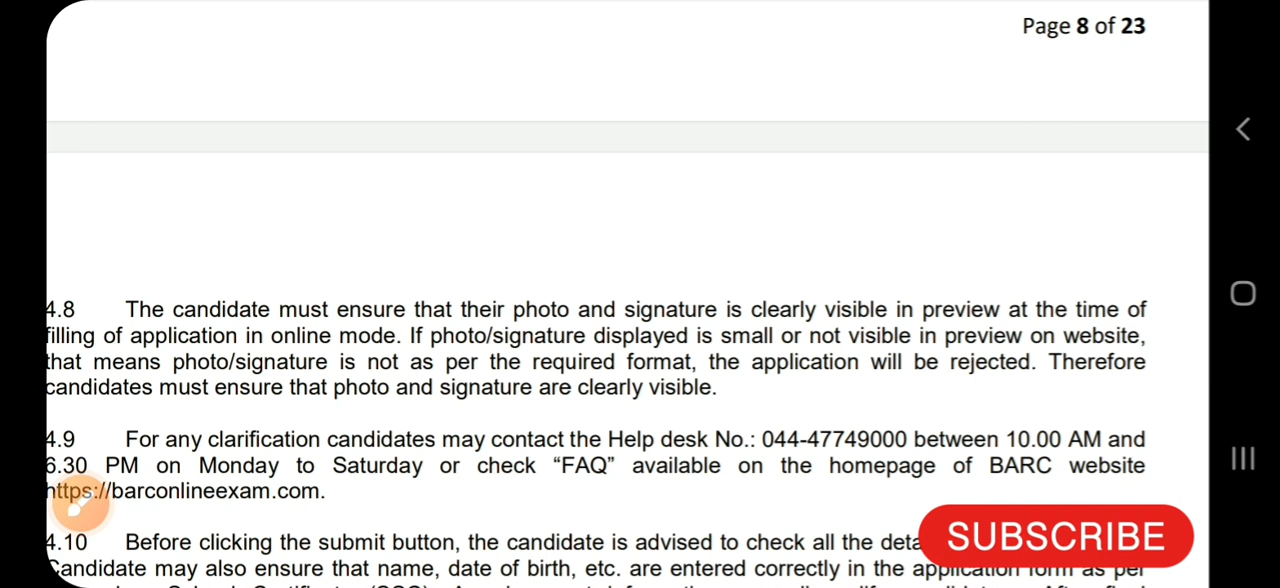 Page 8 of 23
4.8 The candidate must ensure that their photo and signature is clearly visible in preview at the time of
filling of application in online mode. If photo/signature displayed is small or not visible in preview on website,
that means photo/signature is not as per the required format, the application will be rejected. Therefore
candidates must ensure that photo and signature are clearly visible.
4.9 For any clarification candidates may contact the Help desk No.: 044-47749000 between 10.00 AM and
6.30 PM on Monday to Saturday or check “FAQ” available on the homepage of BARC website
https://barconlineexam.com.
4.10 Before clicking the submit button, the candidate is advised to check all the
SUBSCRIBE
Candidate may also ensure that name, date of birth, etc. are entered correctly in the application form as per